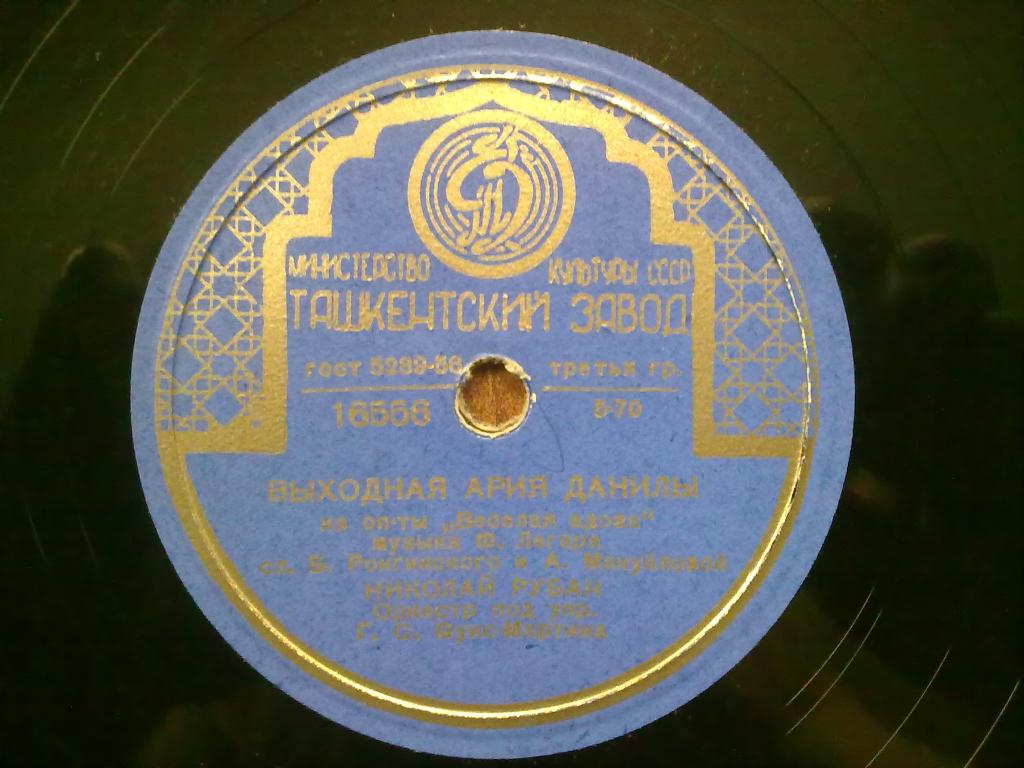 МИНИСТЕРСТВО КУЛЬТУРЫ СССР
ТАШКЕНТСКИЙ ЗАВОД
гост 5289-56 третья гр.
16556 5-70
ВЫХОДНАЯ АРИЯ ДАНИЛЫ
из оп-ты „Веселая вдова"
музыка Ф. Легара
сл. Б. Ронгинского и А. Мануйловой
НИКОЛАЙ РУБАН
Оркестр под упр.
Г. С. Фукс-Мартина